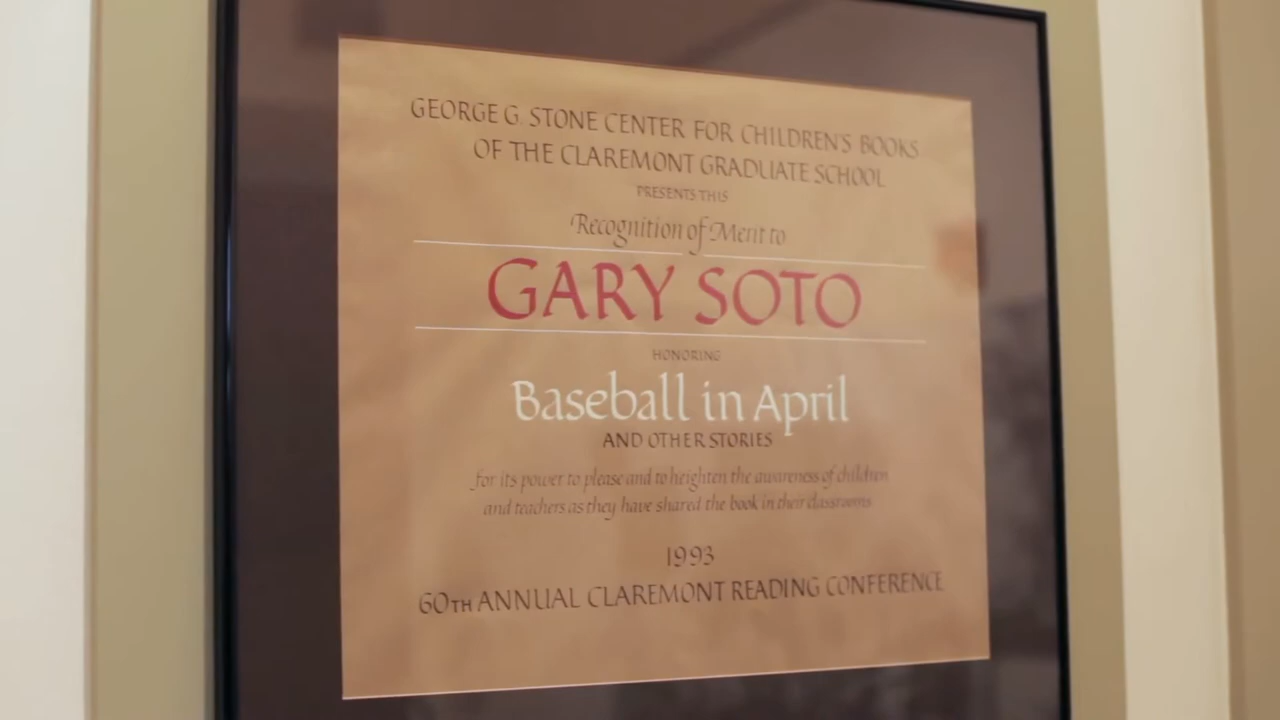 GEORGE G. STONE CENTER FOR CHILDREN'S BOOKS
OF THE CLAREMONT GRADUATE SCHOOL
PRESENTS THIS
Recognition of Merit to
GARY SOTO
HONORING
Baseball in April
AND OTHER STORIES
for its power to please and to heighten the awareness of children
and teachers as they have shared the book in their classrooms
1993
60TH ANNUAL CLAREMONT READING CONFERENCE